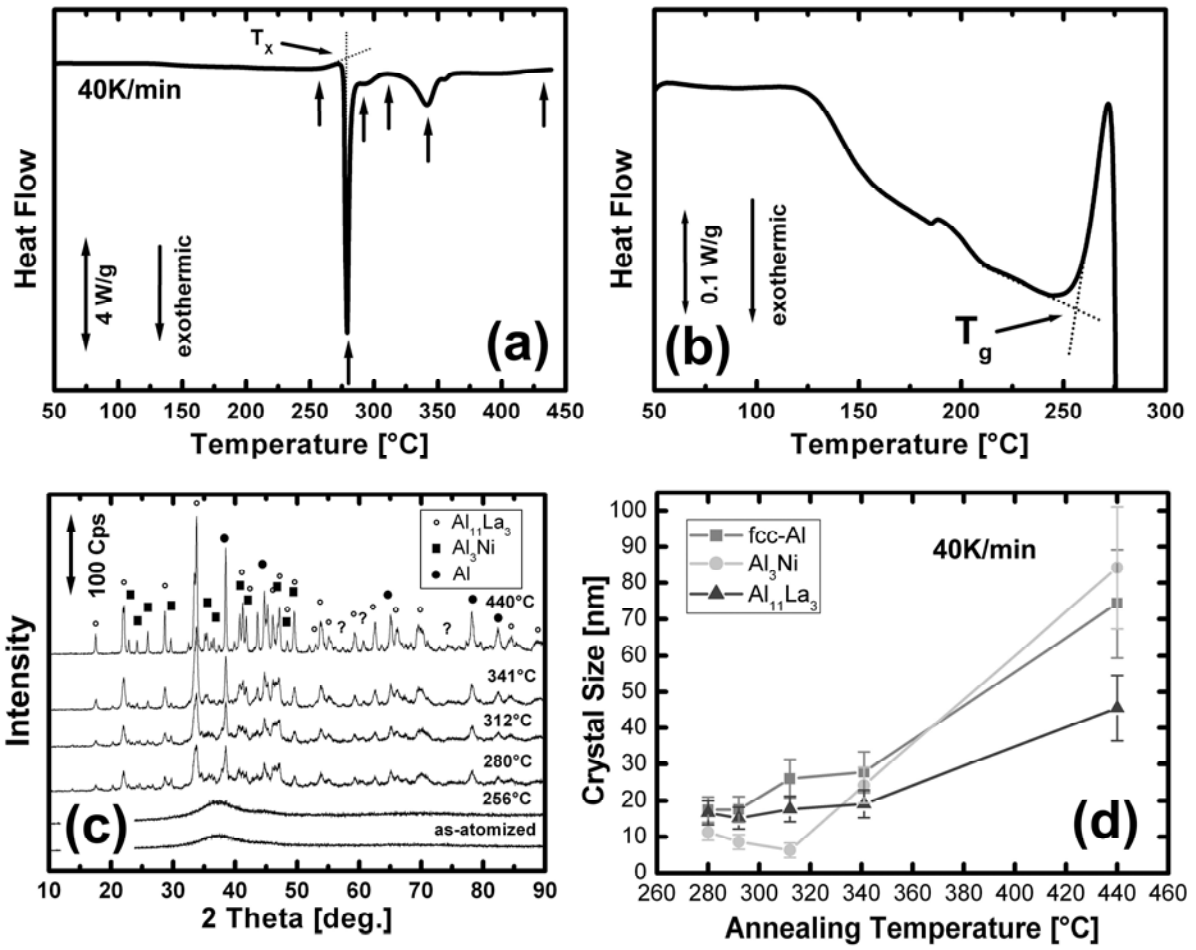 Tx
40K/min
Heat Flow
4 W/g
exothermic
(a)
50 100 150 200 250 300 350 400 450
Temperature [°C]
Heat Flow
0.1 W/g
exothermic
(b)
Tg
50 100 150 200 250 300
Temperature [°C]
100 Cps
Al11La3
Al3Ni
Al
440°C
? ? ?
341°C
312°C
280°C
256°C
as-atomized
Intensity
(c)
10 20 30 40 50 60 70 80 90
2 Theta [deg.]
100
90
80
70
60
50
40
30
20
10
0
Crystal Size [nm]
fcc-Al
Al3Ni
Al11La3
40K/min
(d)
260 280 300 320 340 360 380 400 420 440 460
Annealing Temperature [°C]